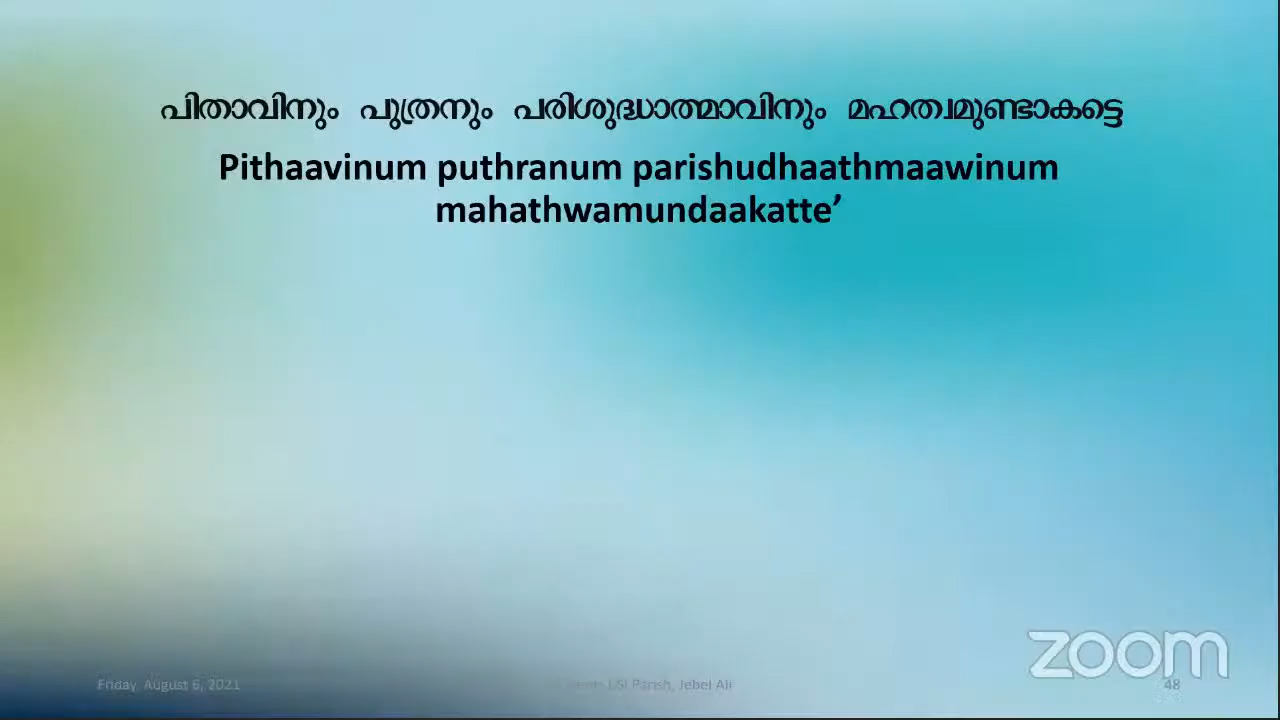 പിതാവിനും പുത്രനും പരിശുദ്ധാത്മാവിനും മഹത്വമുണ്ടാകട്ടെ
Pithaavinum puthranum parishudhaathmaawinum
mahathwamundaakatte’
zoom
Friday, August 6, 2021
CSI Parish, Jebel Ali
48